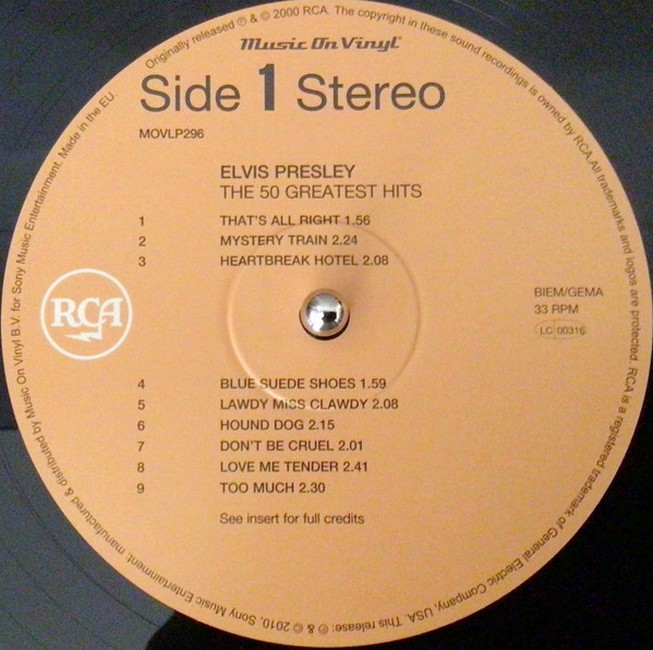 Originally released ℗ & © 2000 RCA. The copyright in these sound recordings is owned by RCA. All trademarks and logos are protected. RCA is a registered trademark of General Electric Company, USA. This release: ℗ & © 2010, Sony Music Entertainment. manufactured & distributed by Music On Vinyl B.V. for Sony Music Entertainment. Made in the EU.
Music On Vinyl
Side 1 Stereo
MOVLP296
ELVIS PRESLEY
THE 50 GREATEST HITS
1 THAT'S ALL RIGHT 1.56
2 MYSTERY TRAIN 2.24
3 HEARTBREAK HOTEL 2.08
RCA
BIEM/GEMA
33 RPM
LC 00316
4 BLUE SUEDE SHOES 1.59
5 LAWDY MISS CLAWDY 2.08
6 HOUND DOG 2.15
7 DON'T BE CRUEL 2.01
8 LOVE ME TENDER 2.41
9 TOO MUCH 2.30
See insert for full credits